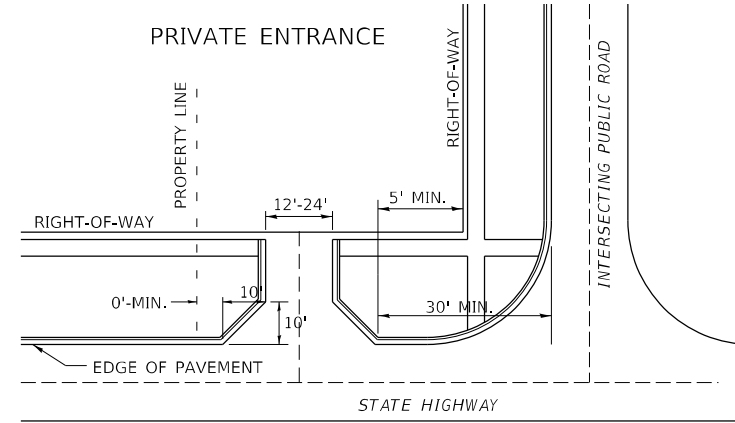 PRIVATE ENTRANCE
PROPERTY LINE
RIGHT-OF-WAY
INTERSECTING PUBLIC ROAD
12'-24'
5' MIN.
RIGHT-OF-WAY
0'-MIN.
10'
10'
30' MIN.
EDGE OF PAVEMENT
STATE HIGHWAY